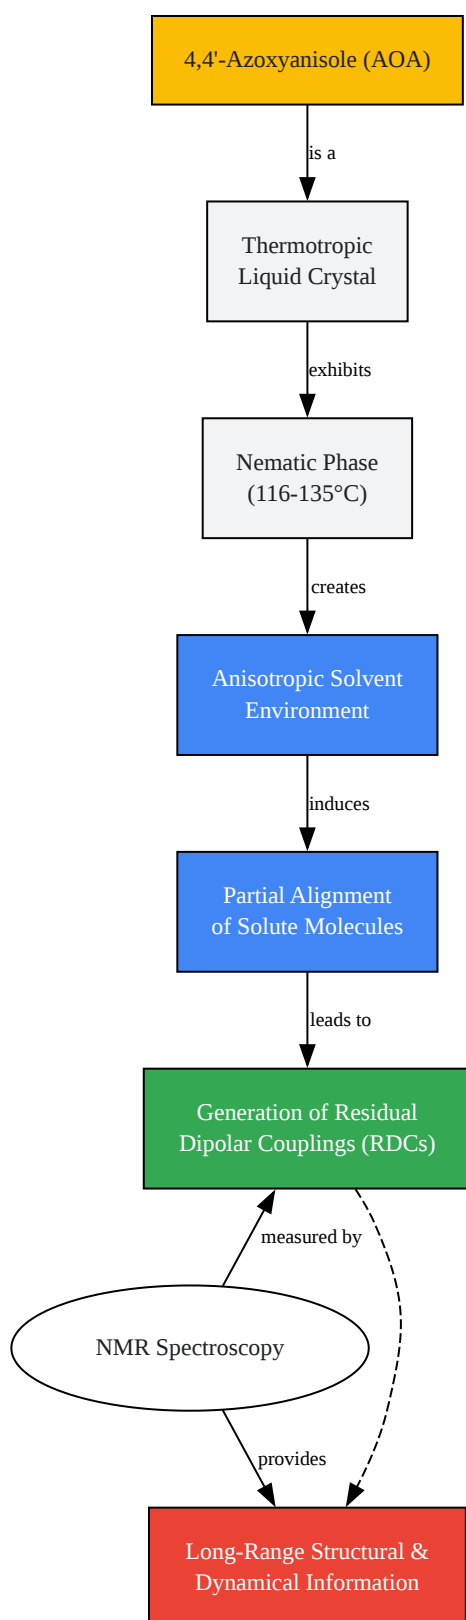 4,4'-Azoxyanisole (AOA)
is a
Thermotropic
Liquid Crystal
exhibits
Nematic Phase
(116-135°C)
creates
Anisotropic Solvent
Environment
induces
Partial Alignment
of Solute Molecules
leads to
Generation of Residual
Dipolar Couplings (RDCs)
measured by
NMR Spectroscopy
provides
Long-Range Structural &
Dynamical Information